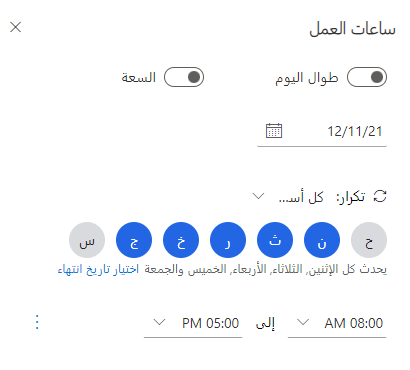 ساعات العمل
طوال اليوم السعة
12/11/21
تكرار: كل أس...
ح ن ث ر خ ج س
يحدث كل الإثنين, الثلاثاء, الأربعاء, الخميس والجمعة اختيار تاريخ انتهاء
08:00 AM إلى 05:00 PM